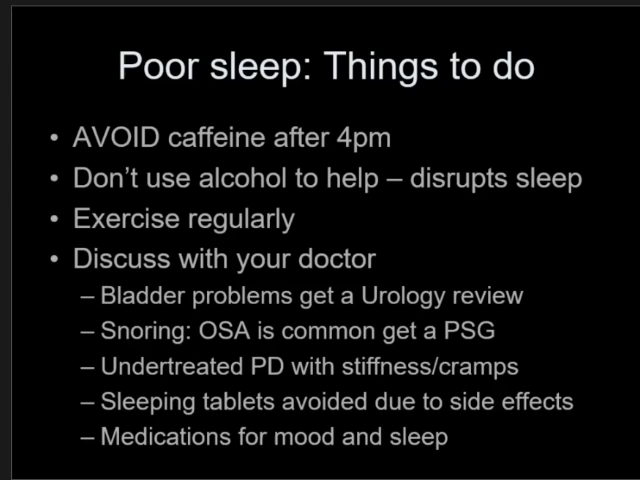 Poor sleep: Things to do
• AVOID caffeine after 4pm
• Don't use alcohol to help – disrupts sleep
• Exercise regularly
• Discuss with your doctor
– Bladder problems get a Urology review
– Snoring: OSA is common get a PSG
– Undertreated PD with stiffness/cramps
– Sleeping tablets avoided due to side effects
– Medications for mood and sleep